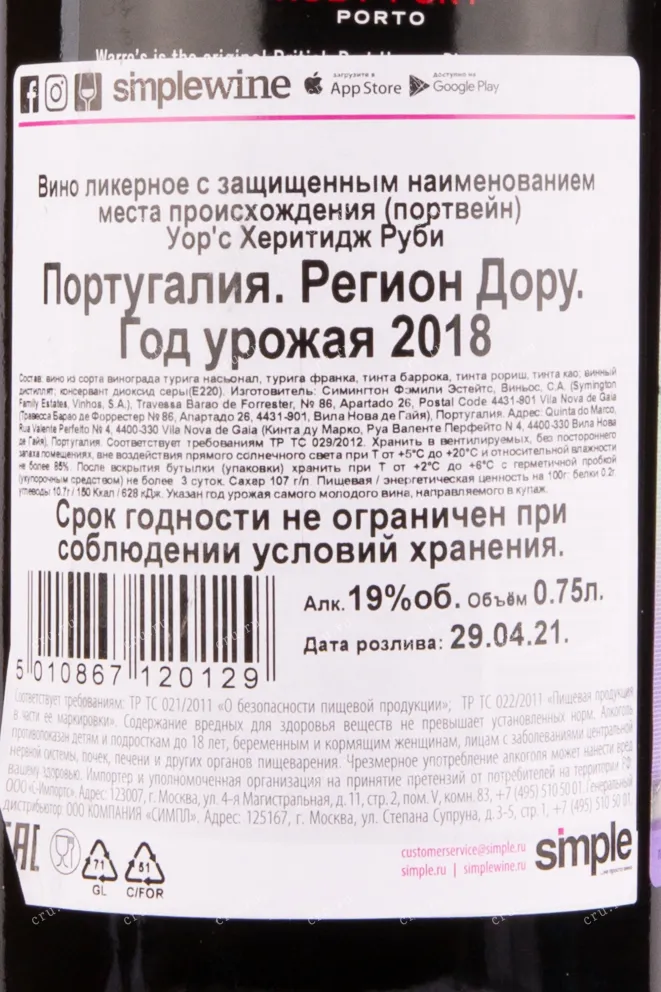 PORTO
Warre's is the original British Port House
simplewine загрузите в App Store доступно на Google Play
Вино ликерное с защищенным наименованием
места происхождения (портвейн)
Уор'с Херитидж Руби
Португалия. Регион Дору.
Год урожая 2018
Состав: вино из сорта винограда турига насьонал, турига франка, тинта баррока, тинта рориш, тинта као, винный
дистиллят, консервант диоксид серы(Е220). Изготовитель: Симингтон Фэмили Эстейтс, Виньос, С.А. (Symington
Family Estates, Vinhos, S.A.), Travessa Barao de Forrester, № 86, Apartado 26, Postal Code 4431-901 Vila Nova de Gaia
(Травесса Барао де Форрестер № 86, Апартадо 26, 4431-901, Вила Нова де Гайя), Португалия. Адрес: Quinta do Marco,
Rua Valente Perfeito № 4, 4400-330 Vila Nova de Gaia (Кинта ду Марко, Руа Валенте Перфейто N 4, 4400-330 Вила Нова
де Гайя), Португалия. Соответствует требованиям ТР ТС 029/2012. Хранить в вентилируемых, без постороннего
запаха помещениях, вне воздействия прямого солнечного света при Т от +5°С до +20°С и относительной влажности
не более 85%. После вскрытия бутылки (упаковки) хранить при Т от +2°С до +6°С с герметичной пробкой
(укупорочным средством) не более 3 суток. Сахар 107 г/л. Пищевая / энергетическая ценность на 100г: белки 0.2г,
углеводы 10.7г / 150 Ккал / 628 кДж. Указан год урожая самого молодого вина, направляемого в купаж.
Срок годности не ограничен при
соблюдении условий хранения.
Алк.19%об. Объём 0.75л.
Дата розлива: 29.04.21.
5 010867 120129
Соответствует требованиям: ТР ТС 021/2011 «О безопасности пищевой продукции»; ТР ТС 022/2011 «Пищевая продукция
в части ее маркировки». Содержание вредных для здоровья веществ не превышает установленных норм. Алкоголь
противопоказан детям и подросткам до 18 лет, беременным и кормящим женщинам, лицам с заболеваниями центральной
нервной системы, почек, печени и других органов пищеварения. Чрезмерное употребление алкоголя может нанести вред
вашему здоровью. Импортер и уполномоченная организация на принятие претензий от потребителей на территории РФ
ООО «С-Импорт». Адрес: 123007, г. Москва, ул. 4-я Магистральная, д.11, стр. 2, пом. V, комн. 83, +7 (495) 510 50 01. Генеральный
дистрибьютор ООО КОМПАНИЯ «СИМПЛ». Адрес: 125167, г. Москва, ул. Степана Супруна, д.3-5, стр.1, +7 (495) 510 50 01.
EAC 71 51
GL C/FOR
customerservice@simple.ru
simple.ru | simplewine.ru
simple